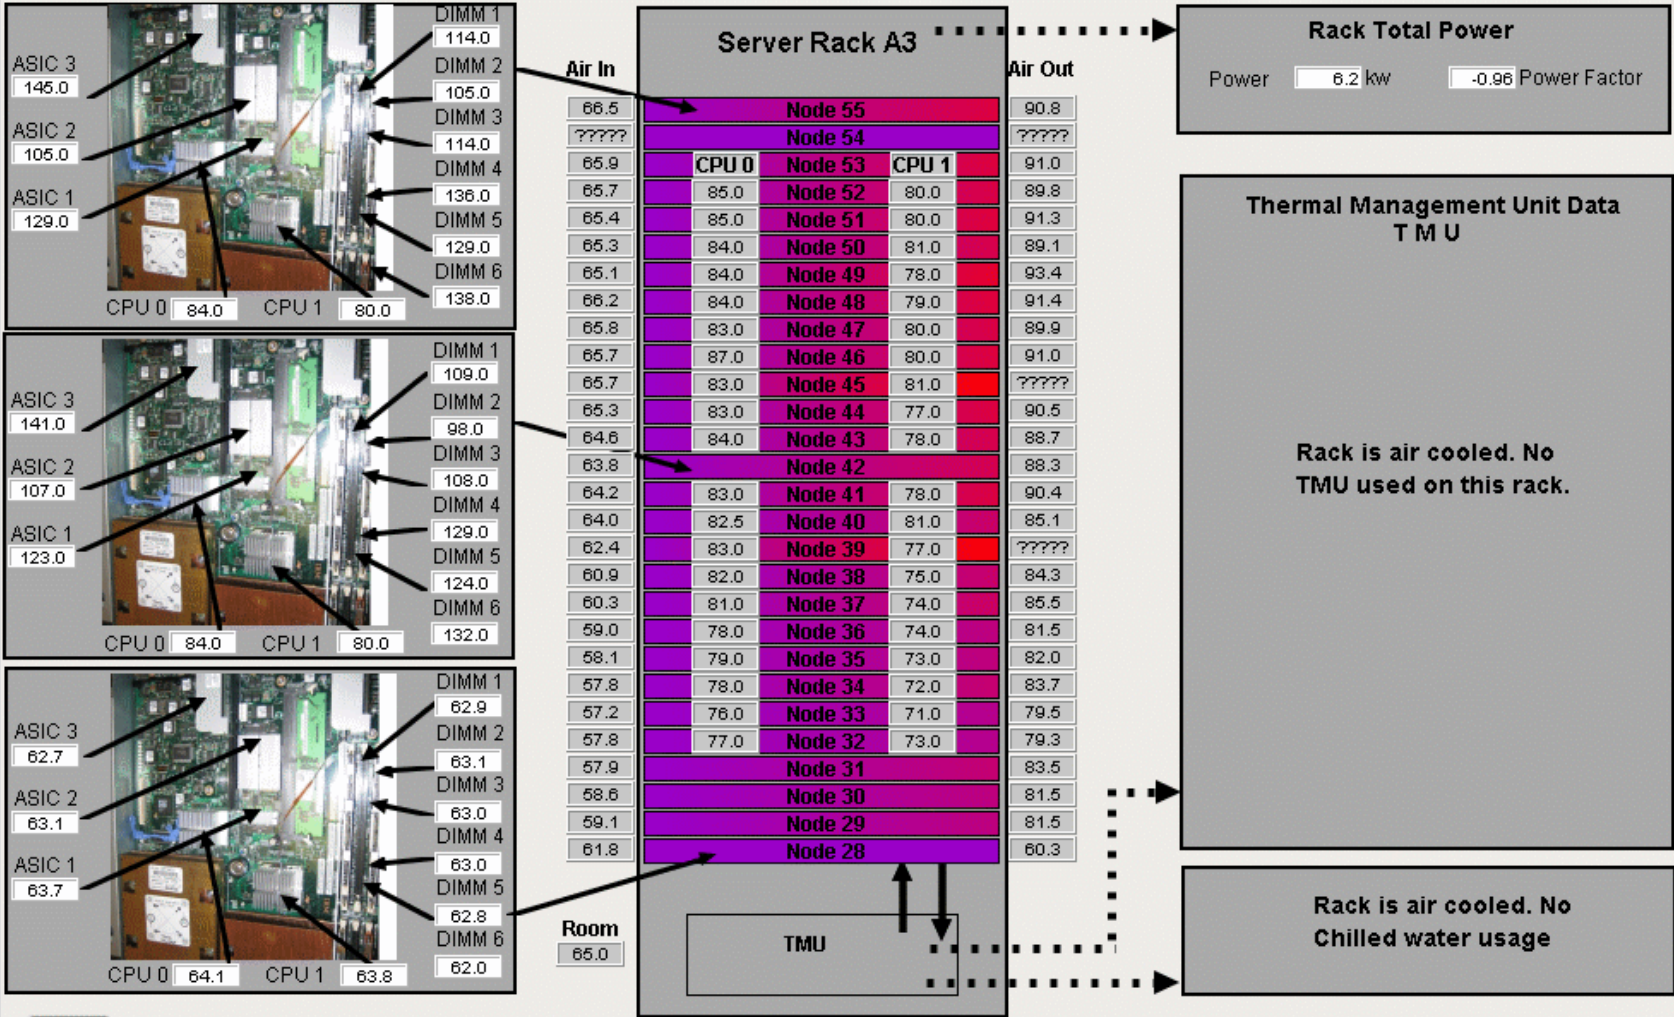 DIMM 1
114.0
ASIC 3
145.0
DIMM 2
105.0
DIMM 3
114.0
ASIC 2
105.0
DIMM 4
136.0
ASIC 1
129.0
DIMM 5
129.0
DIMM 6
138.0
CPU 0 84.0 CPU 1 80.0
DIMM 1
109.0
ASIC 3
141.0
DIMM 2
98.0
DIMM 3
108.0
ASIC 2
107.0
DIMM 4
129.0
ASIC 1
123.0
DIMM 5
124.0
DIMM 6
132.0
CPU 0 84.0 CPU 1 80.0
DIMM 1
62.9
ASIC 3
62.7
DIMM 2
63.1
DIMM 3
63.0
ASIC 2
63.1
DIMM 4
63.0
ASIC 1
63.7
DIMM 5
62.8
DIMM 6
62.0
CPU 0 64.1 CPU 1 63.8
Server Rack A3
Air In Air Out
66.5 Node 55 90.8
????? Node 54 ?????
65.9 CPU 0 Node 53 CPU 1 91.0
65.7 85.0 Node 52 80.0 89.8
65.4 85.0 Node 51 80.0 91.3
65.3 84.0 Node 50 81.0 89.1
65.1 84.0 Node 49 78.0 93.4
66.2 84.0 Node 48 79.0 91.4
65.8 83.0 Node 47 80.0 89.9
65.7 87.0 Node 46 80.0 91.0
65.7 83.0 Node 45 81.0 ?????
65.3 83.0 Node 44 77.0 90.5
64.6 84.0 Node 43 78.0 88.7
63.8 Node 42 88.3
64.2 83.0 Node 41 78.0 90.4
64.0 82.5 Node 40 81.0 85.1
62.4 83.0 Node 39 77.0 ?????
60.9 82.0 Node 38 75.0 84.3
60.3 81.0 Node 37 74.0 85.5
59.0 78.0 Node 36 74.0 81.5
58.1 79.0 Node 35 73.0 82.0
57.8 78.0 Node 34 72.0 83.7
57.2 76.0 Node 33 71.0 79.5
57.8 77.0 Node 32 73.0 79.3
57.9 Node 31 83.5
58.6 Node 30 81.5
59.1 Node 29 81.5
61.8 Node 28 60.3
Room
65.0
TMU
Rack Total Power
Power 6.2 kw -0.96 Power Factor
Thermal Management Unit Data
T M U
Rack is air cooled. No
TMU used on this rack.
Rack is air cooled. No
Chilled water usage